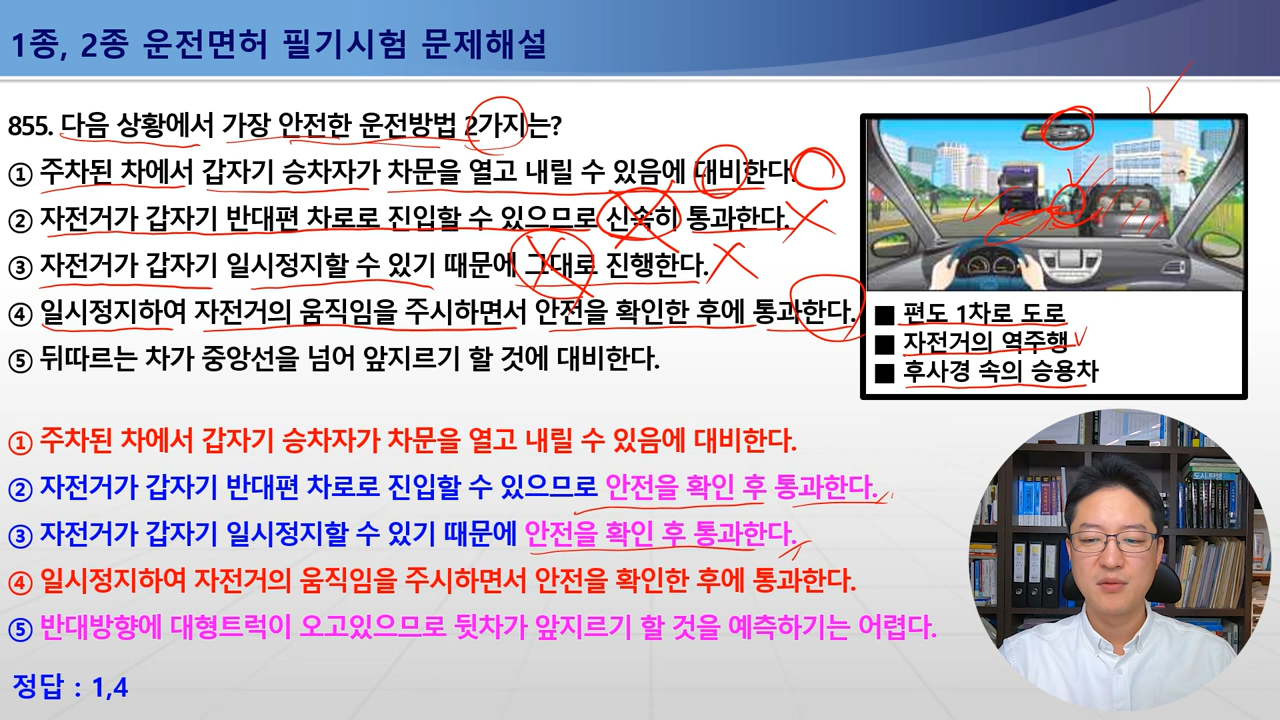 1종, 2종 운전면허 필기시험 문제해설
855. 다음 상황에서 가장 안전한 운전방법 2가지는?
① 주차된 차에서 갑자기 승차자가 차문을 열고 내릴 수 있음에 대비한다.
② 자전거가 갑자기 반대편 차로로 진입할 수 있으므로 신속히 통과한다.
③ 자전거가 갑자기 일시정지할 수 있기 때문에 그대로 진행한다.
④ 일시정지하여 자전거의 움직임을 주시하면서 안전을 확인한 후에 통과한다.
⑤ 뒤따르는 차가 중앙선을 넘어 앞지르기 할 것에 대비한다.
■ 편도 1차로 도로
■ 자전거의 역주행
■ 후사경 속의 승용차
① 주차된 차에서 갑자기 승차자가 차문을 열고 내릴 수 있음에 대비한다.
② 자전거가 갑자기 반대편 차로로 진입할 수 있으므로 안전을 확인 후 통과한다.
③ 자전거가 갑자기 일시정지할 수 있기 때문에 안전을 확인 후 통과한다.
④ 일시정지하여 자전거의 움직임을 주시하면서 안전을 확인한 후에 통과한다.
⑤ 반대방향에 대형트럭이 오고있으므로 뒷차가 앞지르기 할 것을 예측하기는 어렵다.
정답 : 1,4